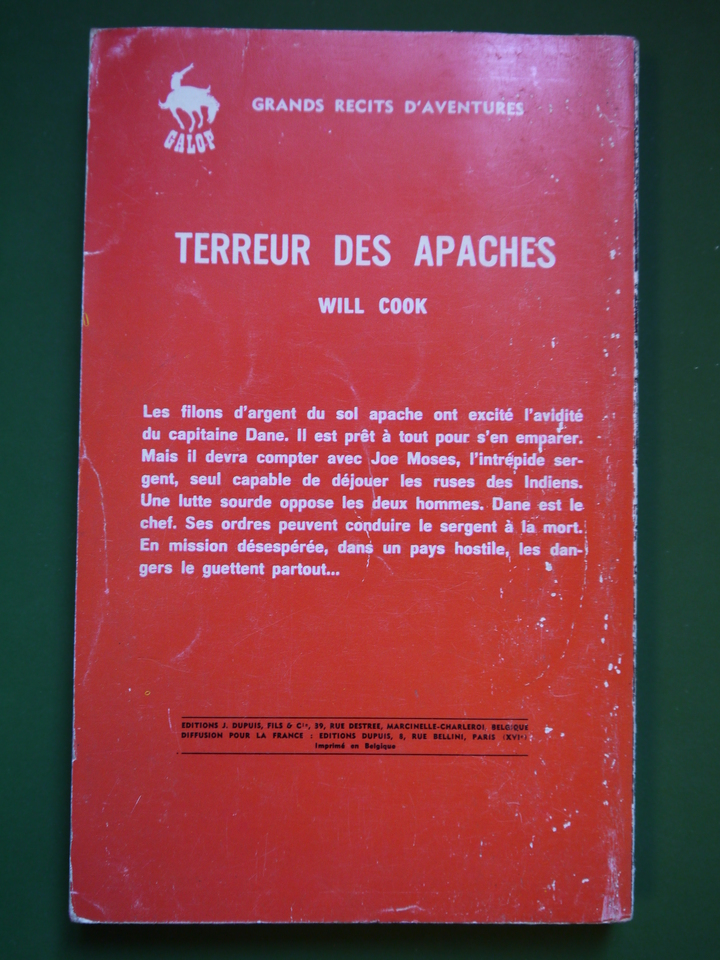 GALOP
GRANDS RECITS D'AVENTURES
TERREUR DES APACHES
WILL COOK
Les filons d'argent du sol apache ont excité l'avidité
du capitaine Dane. Il est prêt à tout pour s'en emparer.
Mais il devra compter avec Joe Moses, l'intrépide ser-
gent, seul capable de déjouer les ruses des Indiens.
Une lutte sourde oppose les deux hommes. Dane est le
chef. Ses ordres peuvent conduire le sergent à la mort.
En mission désespérée, dans un pays hostile, les dan-
gers le guettent partout...
EDITIONS J. DUPUIS, FILS & Cie, 39, RUE DESTREE, MARCINELLE-CHARLEROI, BELGIQUE
DIFFUSION POUR LA FRANCE : EDITIONS DUPUIS, 8, RUE BELLINI, PARIS (XVIe)
Imprimé en Belgique